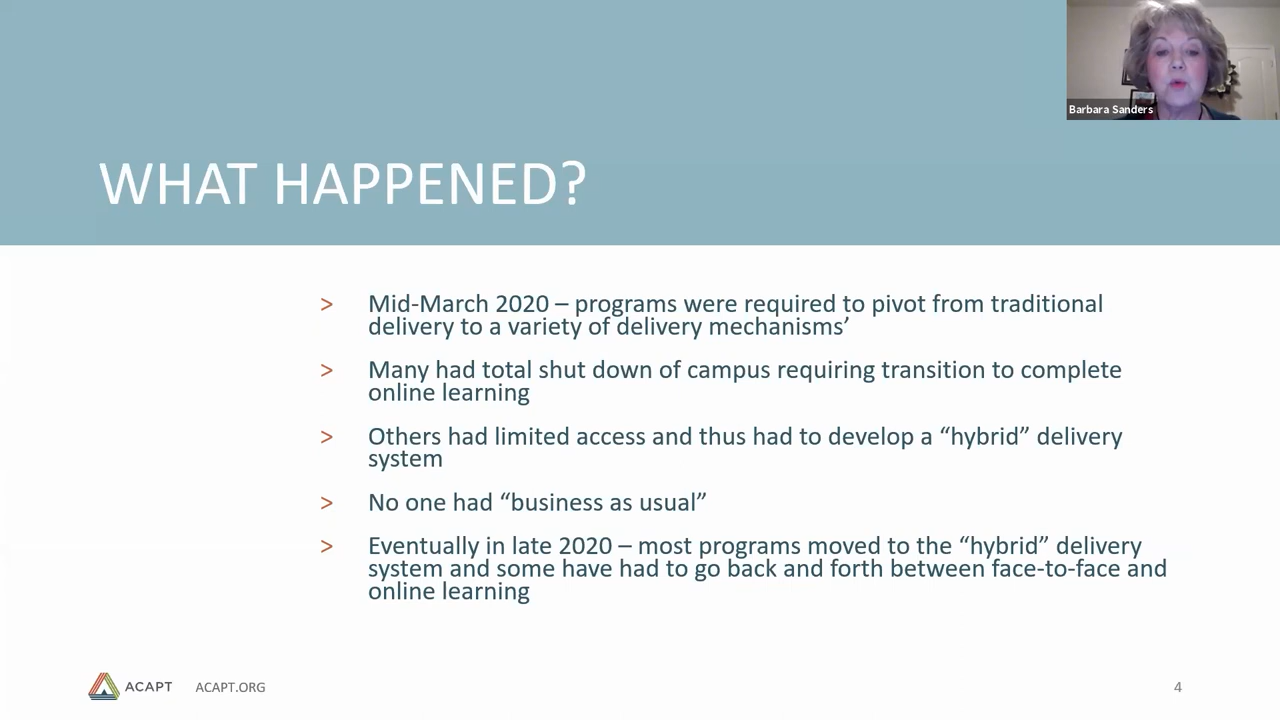 Barbara Sanders
WHAT HAPPENED?
> Mid-March 2020 – programs were required to pivot from traditional
delivery to a variety of delivery mechanisms’
> Many had total shut down of campus requiring transition to complete
online learning
> Others had limited access and thus had to develop a “hybrid” delivery
system
> No one had “business as usual”
> Eventually in late 2020 – most programs moved to the “hybrid” delivery
system and some have had to go back and forth between face-to-face and
online learning
ACAPT ACAPT.ORG 4